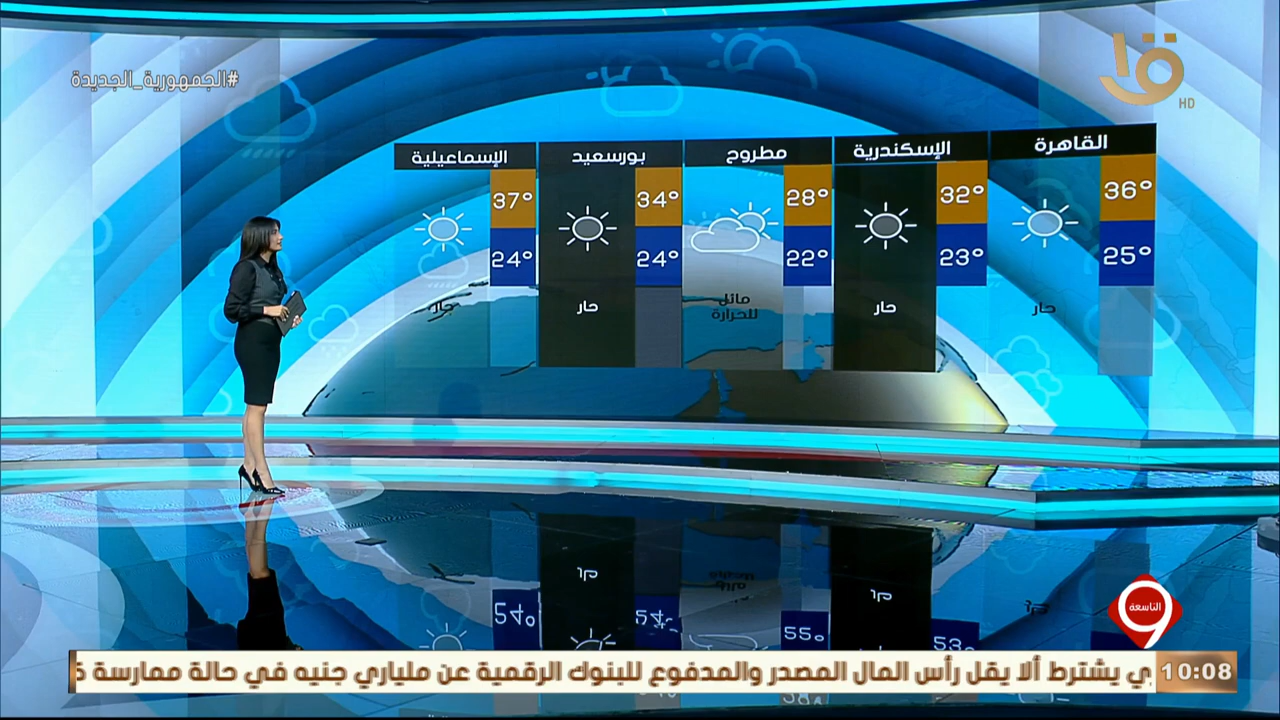 #الجمهورية_الجديدة
HD
القاهرة
36°
25°
حار
الإسكندرية
32°
23°
حار
مطروح
28°
22°
مائل
للحرارة
بورسعيد
34°
24°
حار
الإسماعيلية
37°
24°
حار
التاسعة
9
ي يشترط ألا يقل رأس المال المصدر والمدفوع للبنوك الرقمية عن ملياري جنيه في حالة ممارسة
10:08